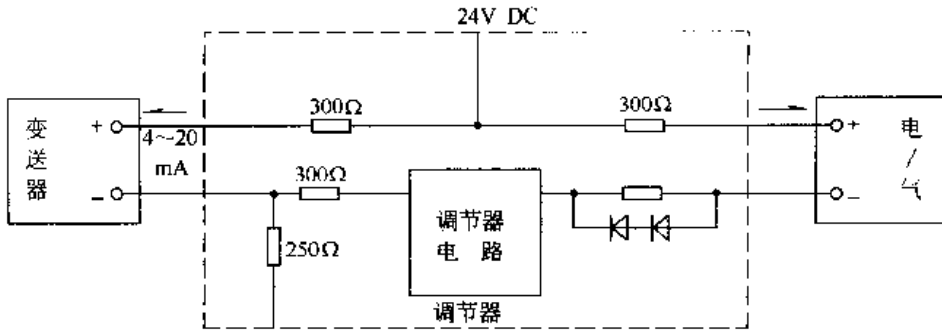 24V DC
300Ω
300Ω
变送器
+
4~20
mA
+
电/气
300Ω
−
−
调节器
电 路
250Ω
调节器